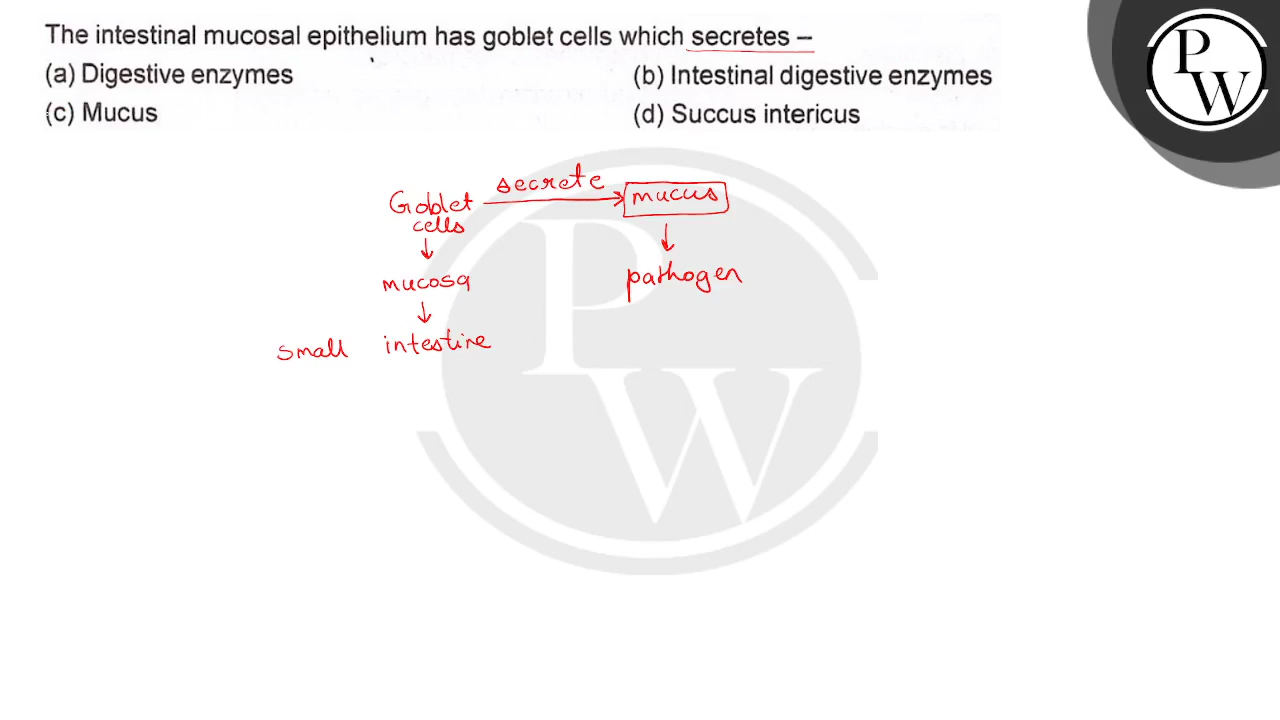 The intestinal mucosal epithelium has goblet cells which secretes –
(a) Digestive enzymes (b) Intestinal digestive enzymes
(c) Mucus (d) Succus intericus
P
W
Goblet secrete mucus
cells
mucosa pathogen
small intestine
P
W